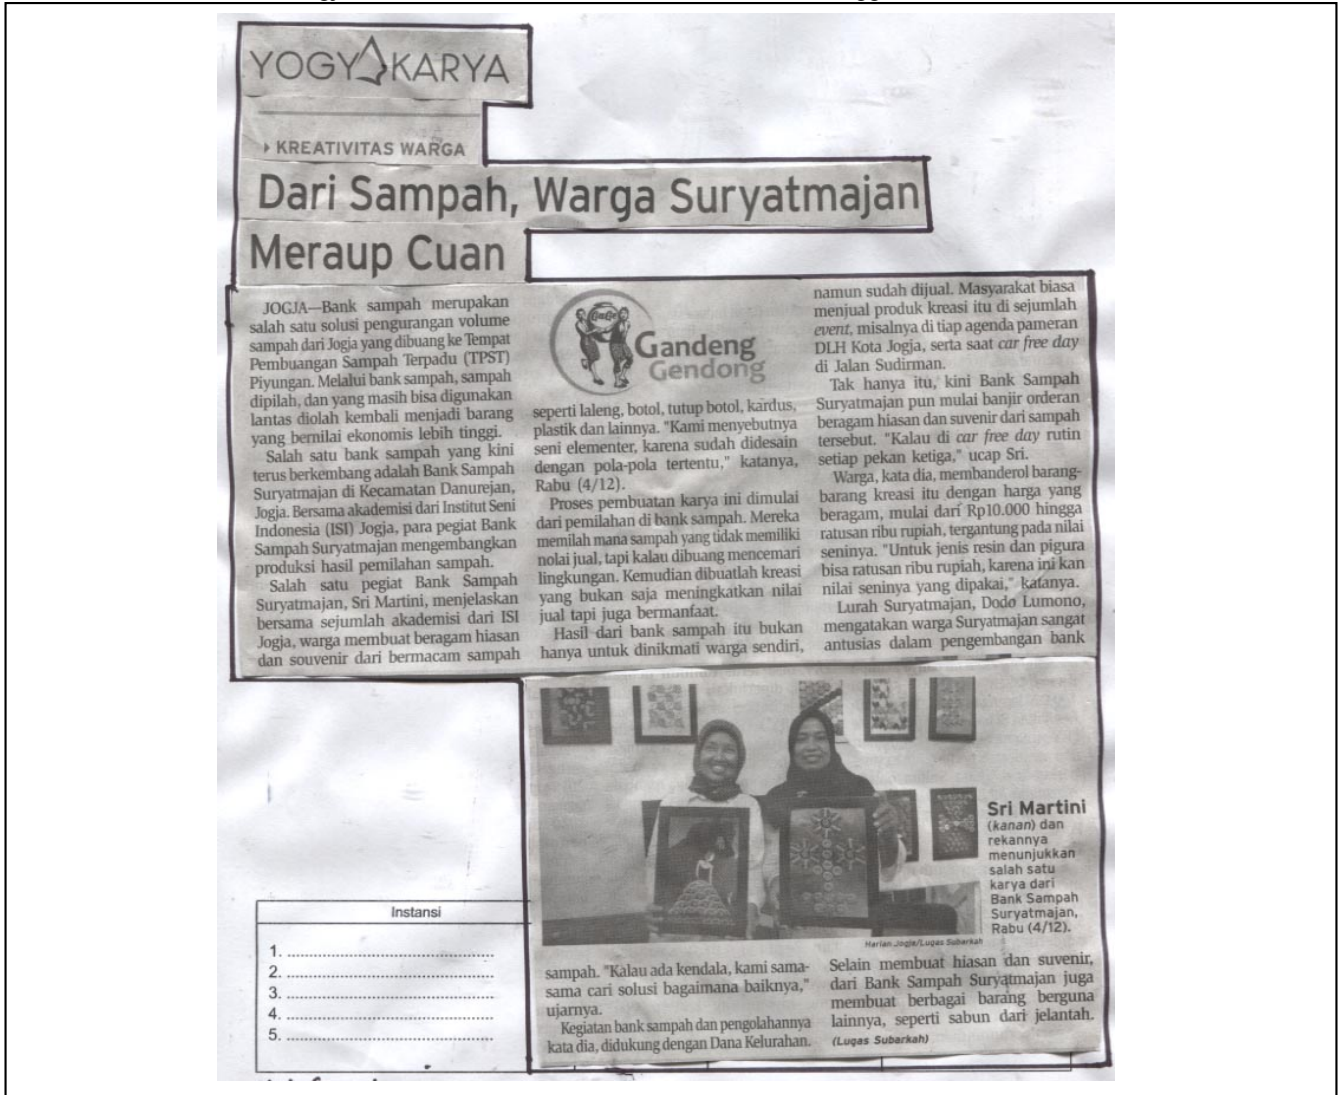 YOGYAKARYA
KREATIVITAS WARGA
Dari Sampah, Warga Suryatmajan
Meraup Cuan
JOGJA—Bank sampah merupakan
salah satu solusi pengurangan volume
sampah dari Jogja yang dibuang ke Tempat
Pembuangan Sampah Terpadu (TPST)
Piyungan. Melalui bank sampah, sampah
dipilah, dan yang masih bisa digunakan
lantas diolah kembali menjadi barang
yang bernilai ekonomis lebih tinggi.
Salah satu bank sampah yang kini
terus berkembang adalah Bank Sampah
Suryatmajan di Kecamatan Danurejan,
Jogja. Bersama akademisi dari Institut Seni
Indonesia (ISI) Jogja, para pegiat Bank
Sampah Suryatmajan mengembangkan
produksi hasil pemilahan sampah.
Salah satu pegiat Bank Sampah
Suryatmajan, Sri Martini, menjelaskan
bersama sejumlah akademisi dari ISI
Jogja, warga membuat beragam hiasan
dan souvenir dari bermacam sampah
Gandeng
Gendong
seperti laleng, botol, tutup botol, kardus,
plastik dan lainnya. "Kami menyebutnya
seni elementer, karena sudah didesain
dengan pola-pola tertentu," katanya,
Rabu (4/12).
Proses pembuatan karya ini dimulai
dari pemilahan di bank sampah. Mereka
memilah mana sampah yang tidak memiliki
nolai jual, tapi kalau dibuang mencemari
lingkungan. Kemudian dibuatlah kreasi
yang bukan saja meningkatkan nilai
jual tapi juga bermanfaat.
Hasil dari bank sampah itu bukan
hanya untuk dinikmati warga sendiri,
namun sudah dijual. Masyarakat biasa
menjual produk kreasi itu di sejumlah
event, misalnya di tiap agenda pameran
DLH Kota Jogja, serta saat car free day
di Jalan Sudirman.
Tak hanya itu, kini Bank Sampah
Suryatmajan pun mulai banjir orderan
beragam hiasan dan suvenir dari sampah
tersebut. "Kalau di car free day rutin
setiap pekan ketiga," ucap Sri.
Warga, kata dia, membanderol barang-
barang kreasi itu dengan harga yang
beragam, mulai dari Rp10.000 hingga
ratusan ribu rupiah, tergantung pada nilai
seninya. "Untuk jenis resin dan pigura
bisa ratusan ribu rupiah, karena ini kan
nilai seninya yang dipakai," katanya.
Lurah Suryatmajan, Dodo Lumono,
mengatakan warga Suryatmajan sangat
antusias dalam pengembangan bank
Sri Martini
(kanan) dan
rekannya
menunjukkan
salah satu
karya dari
Bank Sampah
Suryatmajan,
Rabu (4/12).
Harian Jogja/Lugas Subarkah
sampah. "Kalau ada kendala, kami sama-
sama cari solusi bagaimana baiknya,"
ujarnya.
Kegiatan bank sampah dan pengolahannya
kata dia, didukung dengan Dana Kelurahan.
Selain membuat hiasan dan suvenir,
dari Bank Sampah Suryatmajan juga
membuat berbagai barang berguna
lainnya, seperti sabun dari jelantah.
(Lugas Subarkah)
Instansi
1. ..........................................
2. ..........................................
3. ..........................................
4. ..........................................
5. ..........................................